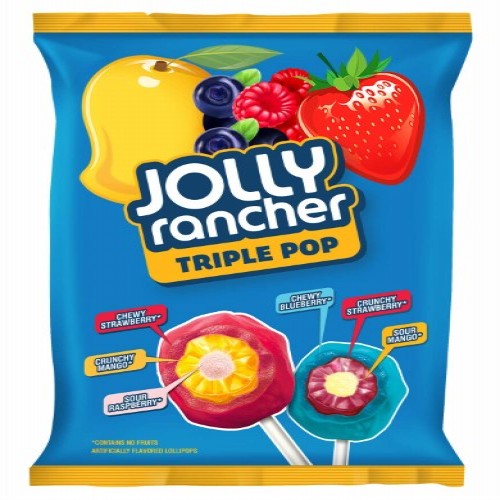 JOLLY
rancher
TRIPLE POP
CHEWY
STRAWBERRY*
CRUNCHY
MANGO*
SOUR
RASPBERRY*
CHEWY
BLUEBERRY*
CRUNCHY
STRAWBERRY*
SOUR
MANGO*
*CONTAINS NO FRUITS
ARTIFICIALLY FLAVORED LOLLIPOPS